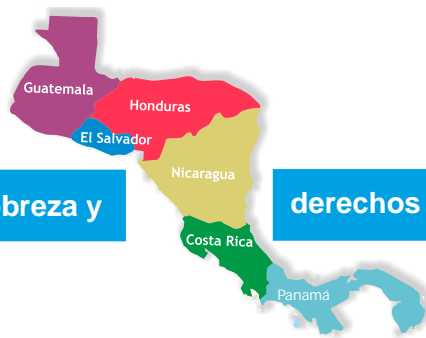 Guatemala
Honduras
El Salvador
Nicaragua
breza y
derechos
Costa Rica
Panamá